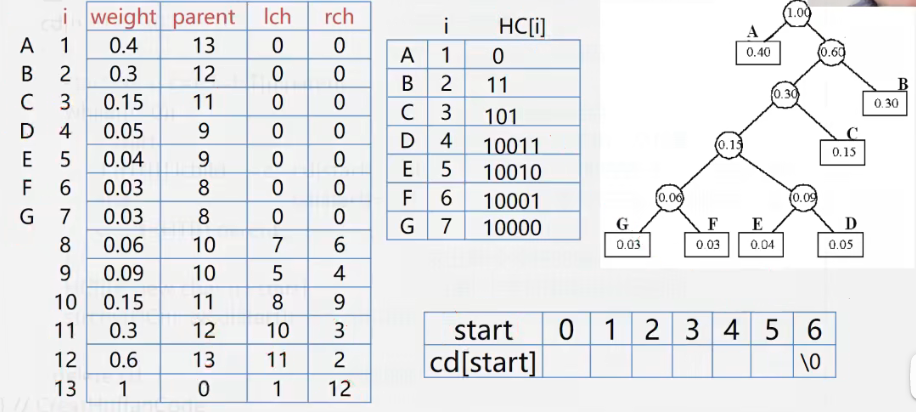 i weight parent lch rch
A 1 0.4 13 0 0
B 2 0.3 12 0 0
C 3 0.15 11 0 0
D 4 0.05 9 0 0
E 5 0.04 9 0 0
F 6 0.03 8 0 0
G 7 0.03 8 0 0
8 0.06 10 7 6
9 0.09 10 5 4
10 0.15 11 8 9
11 0.3 12 10 3
12 0.6 13 11 2
13 1 0 1 12
i HC[i]
A 1 0
B 2 11
C 3 101
D 4 10011
E 5 10010
F 6 10001
G 7 10000
1.00
A
0.40 0.60
B
0.30 0.30
C
0.15 0.15
0.06 0.09
G F E D
0.03 0.03 0.04 0.05
start 0 1 2 3 4 5 6
cd[start] \0